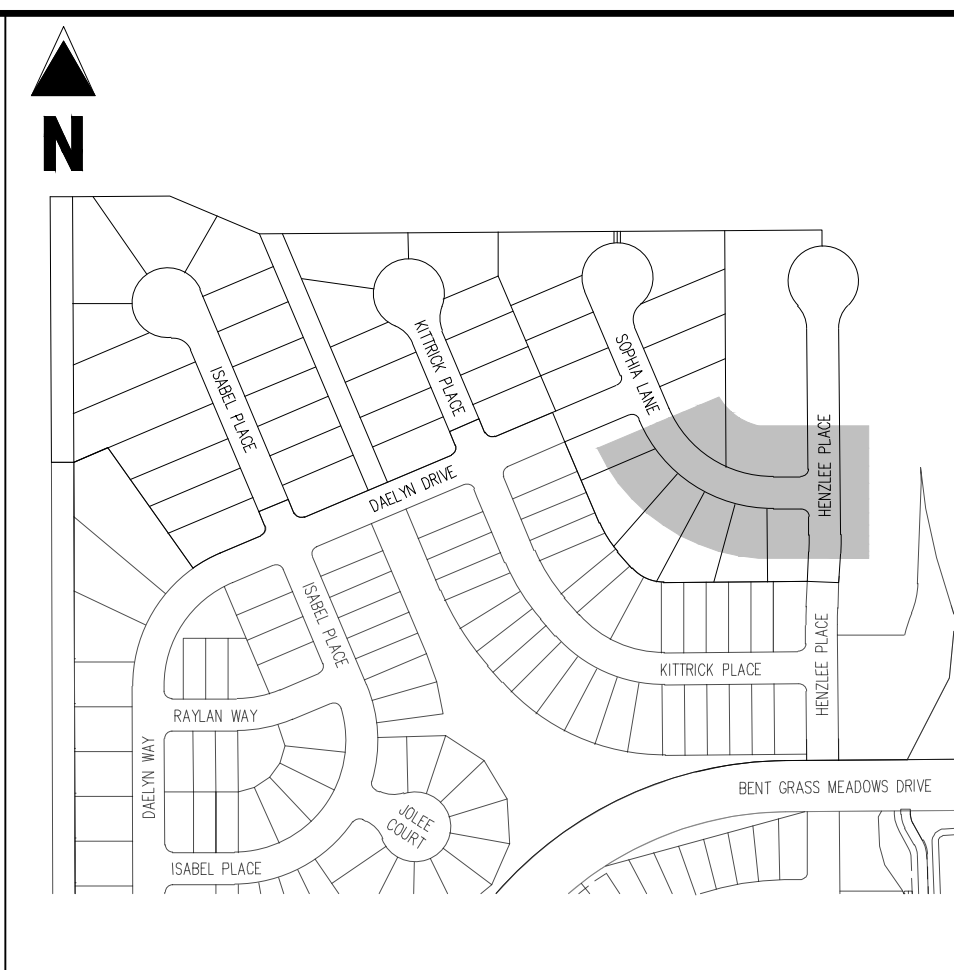 N
KITTRICK PLACE
SOPHIA LANE
ISABEL PLACE
HENZLEE PLACE
DAELYN DRIVE
ISABEL PLACE
HENZLEE PLACE
KITTRICK PLACE
RAYLAN WAY
DAELYN WAY
BENT GRASS MEADOWS DRIVE
JOLEE
COURT
ISABEL PLACE